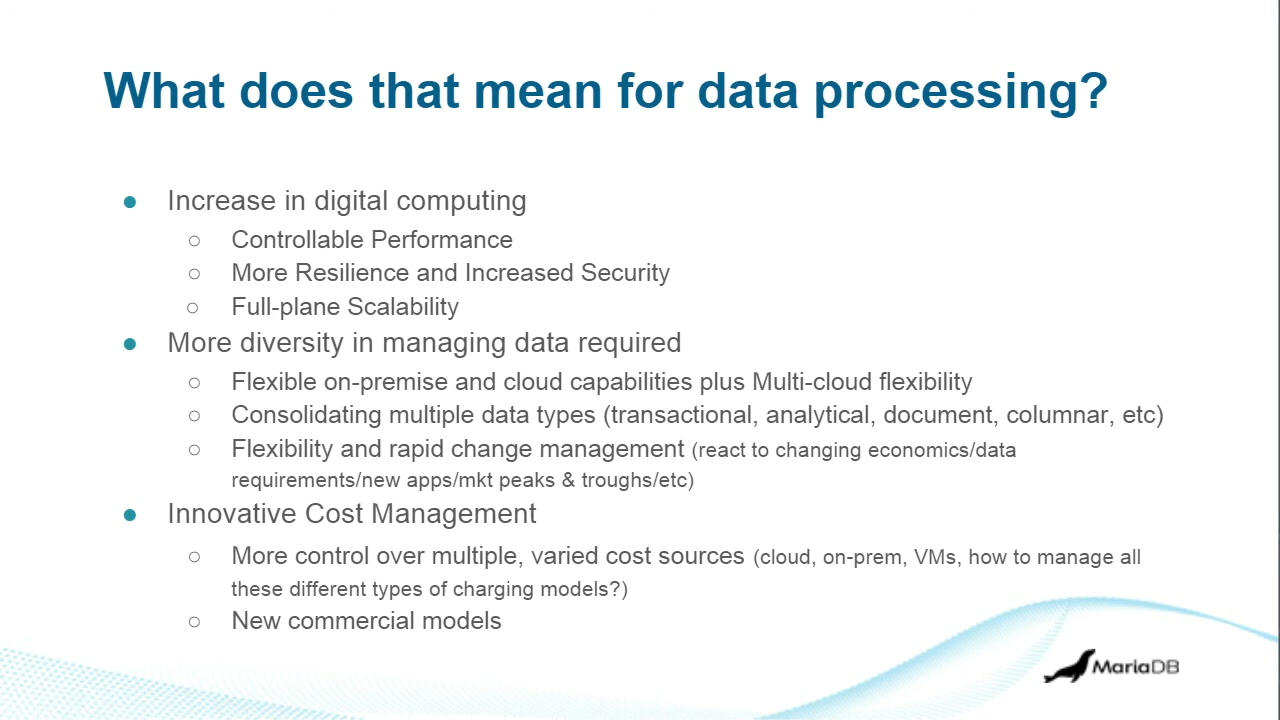 What does that mean for data processing?
● Increase in digital computing
○ Controllable Performance
○ More Resilience and Increased Security
○ Full-plane Scalability
● More diversity in managing data required
○ Flexible on-premise and cloud capabilities plus Multi-cloud flexibility
○ Consolidating multiple data types (transactional, analytical, document, columnar, etc)
○ Flexibility and rapid change management (react to changing economics/data
requirements/new apps/mkt peaks & troughs/etc)
● Innovative Cost Management
○ More control over multiple, varied cost sources (cloud, on-prem, VMs, how to manage all
these different types of charging models?)
○ New commercial models
MariaDB